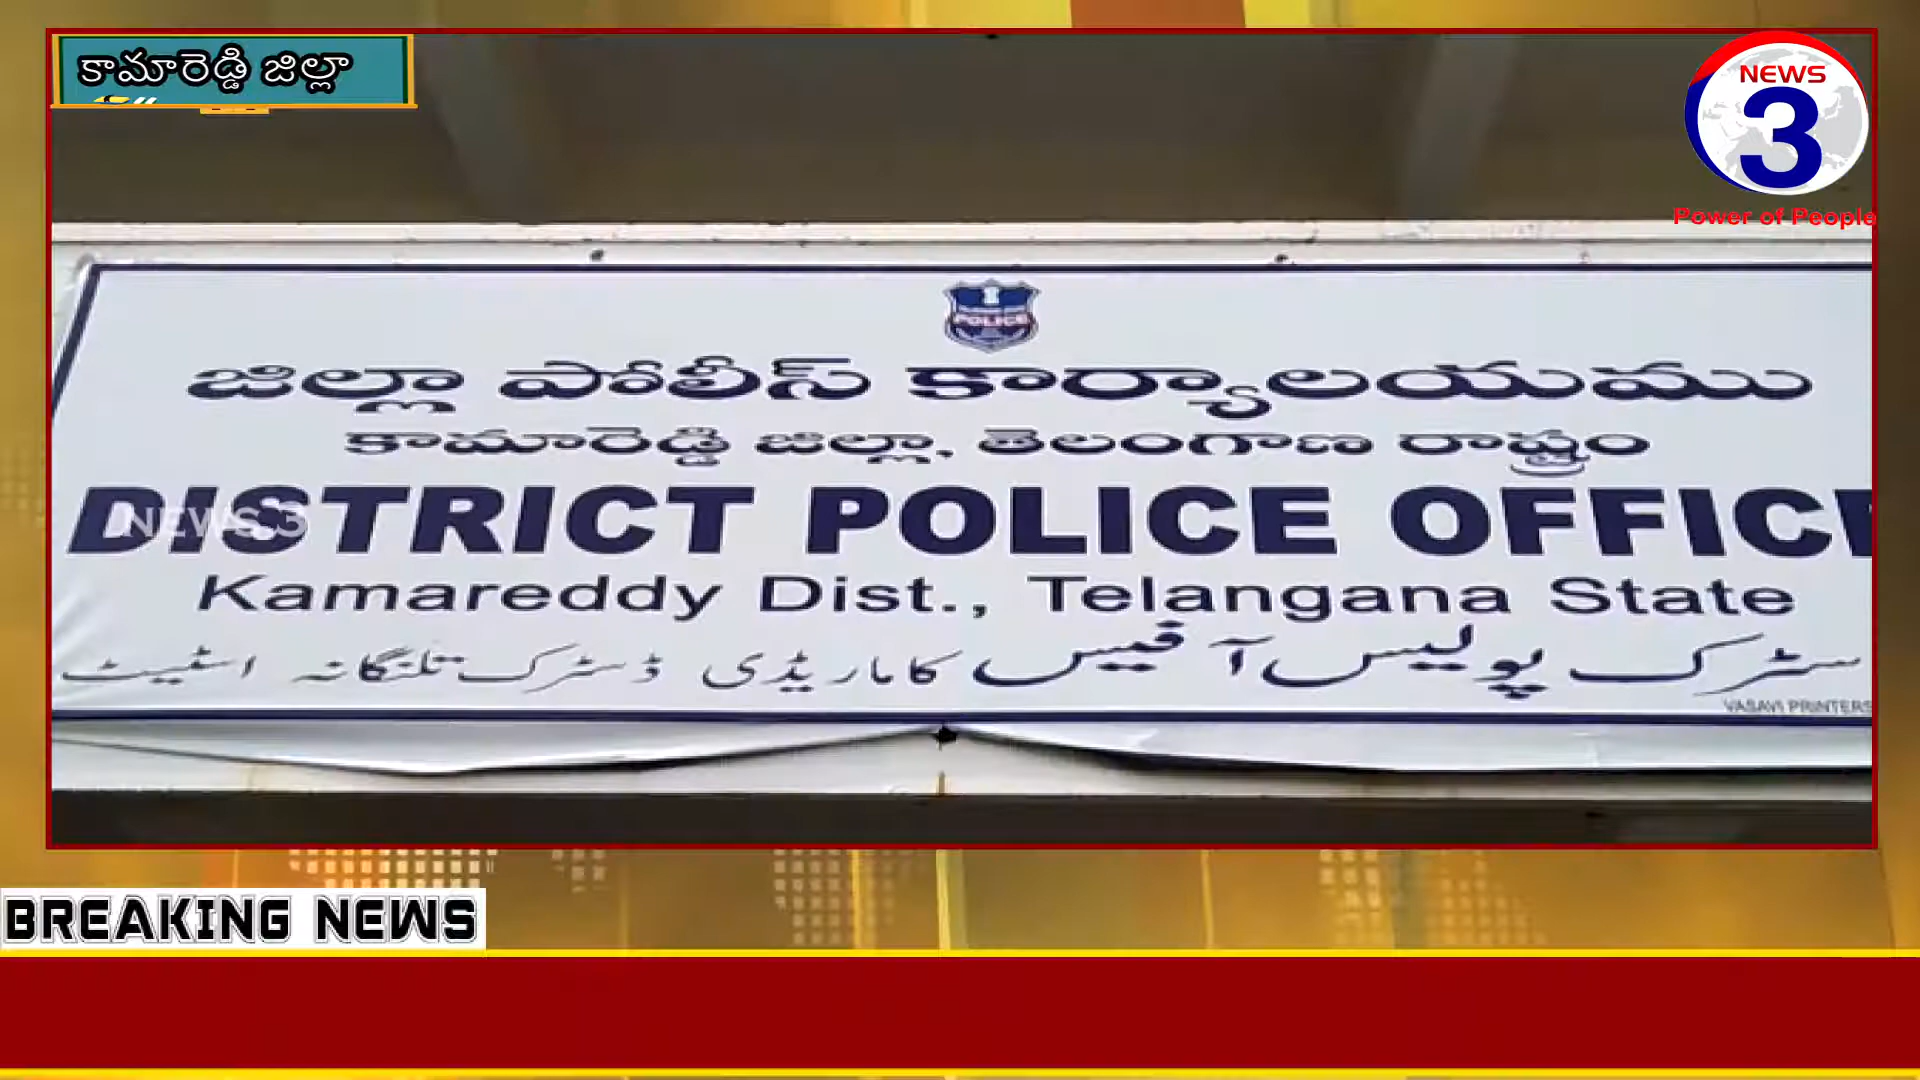 కామారెడ్డి జిల్లా
NEWS
3
Power of People
POLICE
జిల్లా పోలీస్ కార్యాలయము
కామారెడ్డి జిల్లా, తెలంగాణ రాష్ట్రం
DISTRICT POLICE OFFIC
NEWS 3
Kamareddy Dist., Telangana State
سٹرک پولیس آفیس کاماریڈی ڈسٹرک تلنگانہ اسٹیٹ
VASAVI PRINTERS
BREAKING NEWS